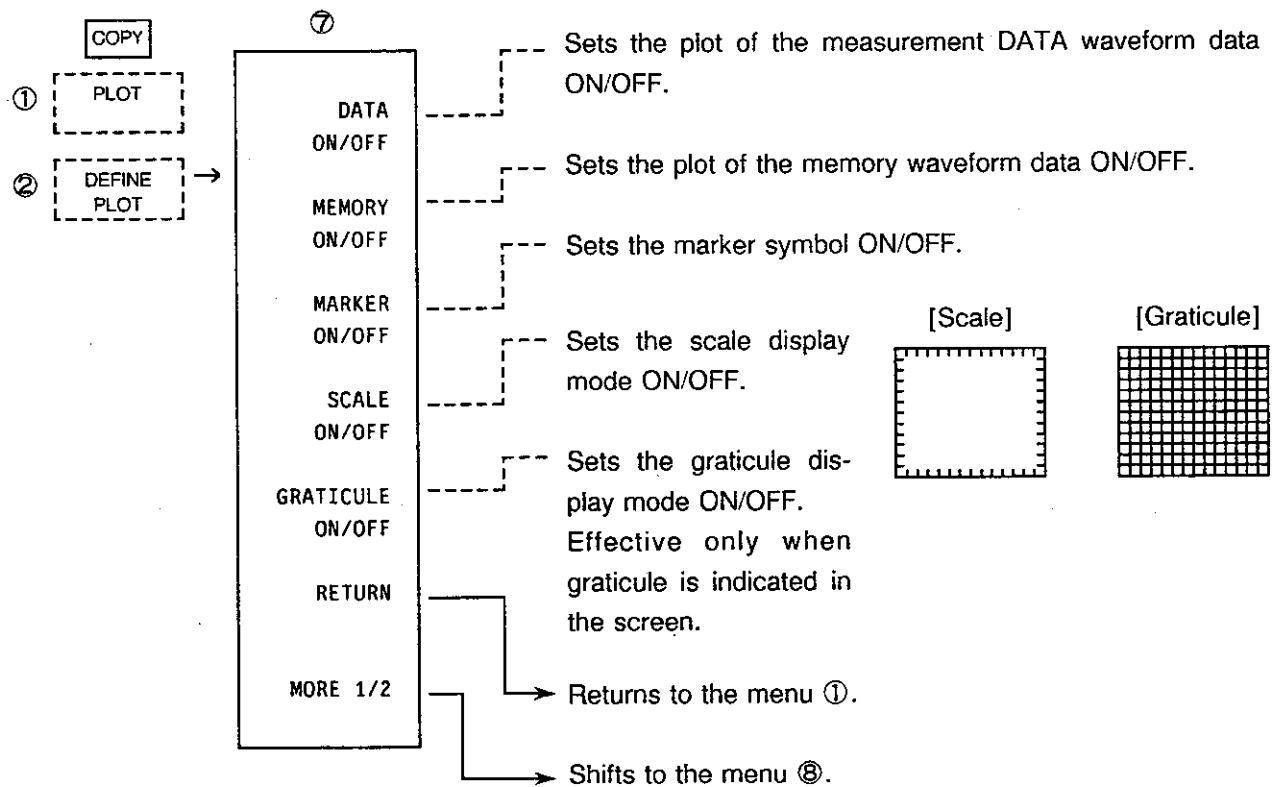 COPY
① PLOT
② DEFINE
PLOT
⑦
DATA
ON/OFF
MEMORY
ON/OFF
MARKER
ON/OFF
SCALE
ON/OFF
GRATICULE
ON/OFF
RETURN
MORE 1/2
Sets the plot of the measurement DATA waveform data
ON/OFF.
Sets the plot of the memory waveform data ON/OFF.
Sets the marker symbol ON/OFF.
Sets the scale display
mode ON/OFF.
[Scale]
[Graticule]
Sets the graticule dis-
play mode ON/OFF.
Effective only when
graticule is indicated in
the screen.
Returns to the menu ①.
Shifts to the menu ⑧.